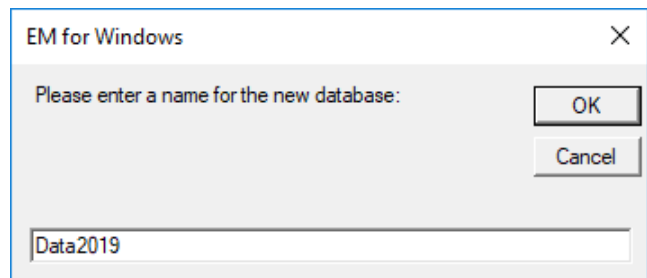 EM for Windows
Please enter a name for the new database:
OK
Cancel
Data2019